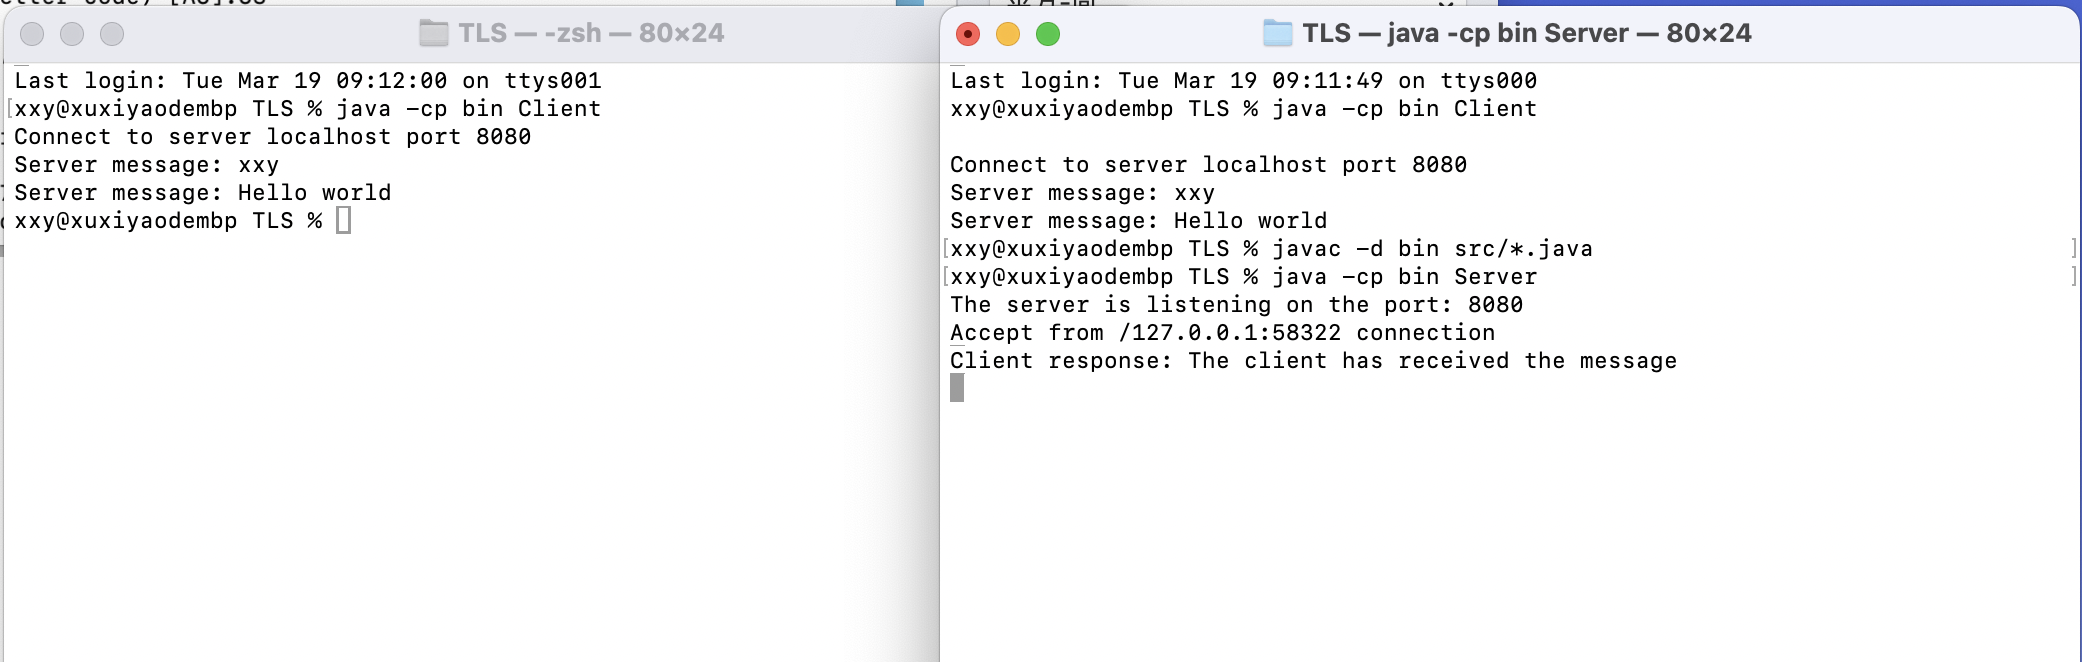 TLS — -zsh — 80×24
Last login: Tue Mar 19 09:12:00 on ttys001
xxy@xuxiyaodembp TLS % java -cp bin Client
Connect to server localhost port 8080
Server message: xxy
Server message: Hello world
xxy@xuxiyaodembp TLS %
TLS — java -cp bin Server — 80×24
Last login: Tue Mar 19 09:11:49 on ttys000
xxy@xuxiyaodembp TLS % java -cp bin Client
Connect to server localhost port 8080
Server message: xxy
Server message: Hello world
[xxy@xuxiyaodembp TLS % javac -d bin src/*.java ]
[xxy@xuxiyaodembp TLS % java -cp bin Server ]
The server is listening on the port: 8080
Accept from /127.0.0.1:58322 connection
Client response: The client has received the message